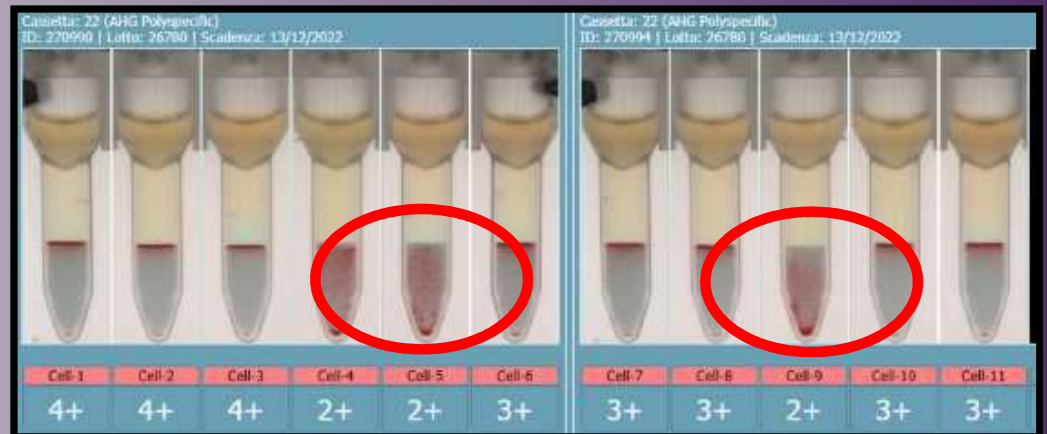 Cassetta: 22 (AHG Polyspecific)
ID: 270990 | Lotto: 26780 | Scadenza: 13/12/2022
Cassetta: 22 (AHG Polyspecific)
ID: 270994 | Lotto: 26780 | Scadenza: 13/12/2022
Cell-1 Cell-2 Cell-3 Cell-4 Cell-5 Cell-6 Cell-7 Cell-8 Cell-9 Cell-10 Cell-11
4+ 4+ 4+ 2+ 2+ 3+ 3+ 3+ 2+ 3+ 3+